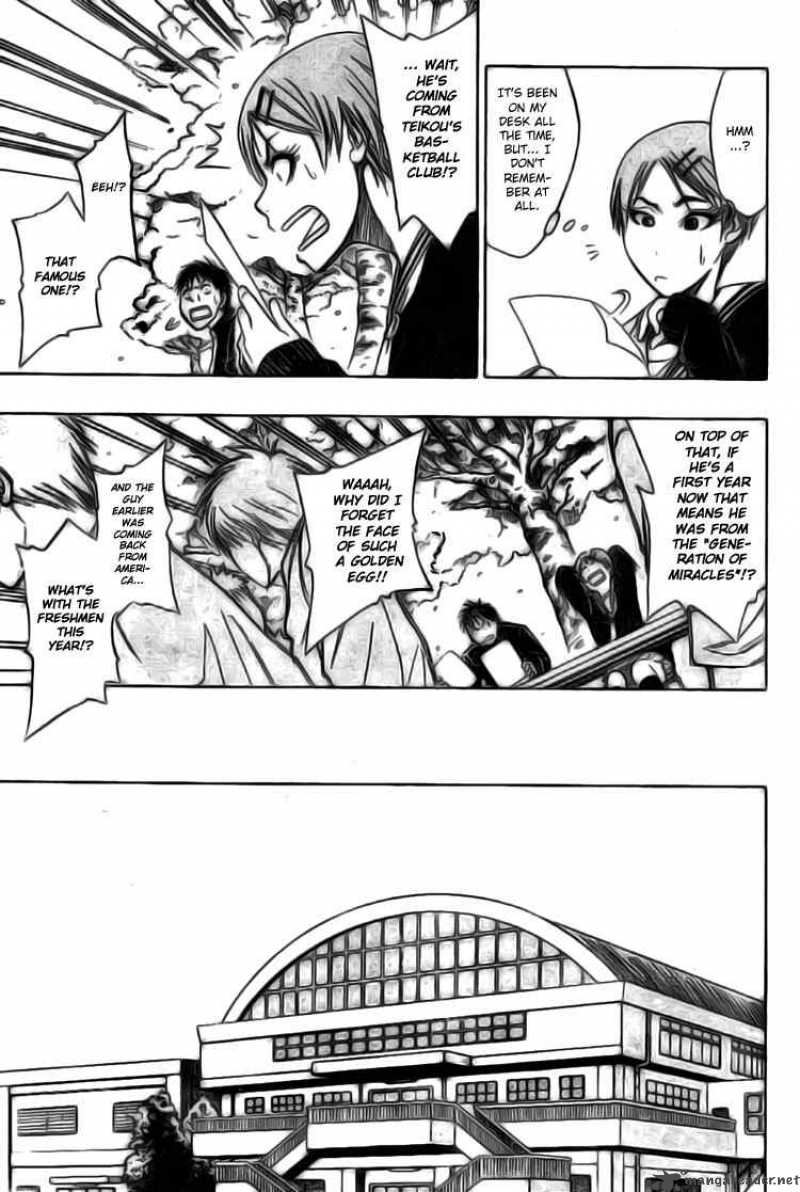 HMM
...?
IT'S BEEN
ON MY
DESK ALL
THE TIME,
BUT... I
DON'T
REMEM-
BER AT
ALL.
... WAIT,
HE'S
COMING
FROM
TEIKOU'S
BAS-
KETBALL
CLUB!?
EEH!?
THAT
FAMOUS
ONE!?
ON TOP OF
THAT, IF
HE'S A
FIRST YEAR
NOW THAT
MEANS HE
WAS FROM
THE "GENE-
RATION OF
MIRACLES"!?
WAAAH,
WHY DID I
FORGET
THE FACE
OF SUCH
A GOLDEN
EGG!!
AND THE
GUY
EARLIER
WAS
COMING
BACK
FROM
AMERI-
CA...
WHAT'S
WITH THE
FRESHMEN
THIS
YEAR!?
mangareader.net